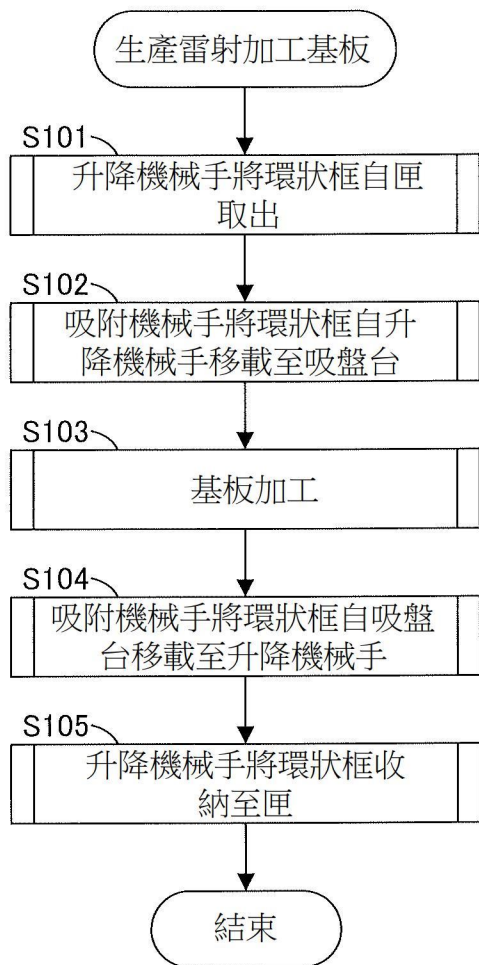 生產雷射加工基板
S101
升降機械手將環狀框自匣
取出
S102
吸附機械手將環狀框自升
降機械手移載至吸盤台
S103
基板加工
S104
吸附機械手將環狀框自吸盤
台移載至升降機械手
S105
升降機械手將環狀框收
納至匣
結束